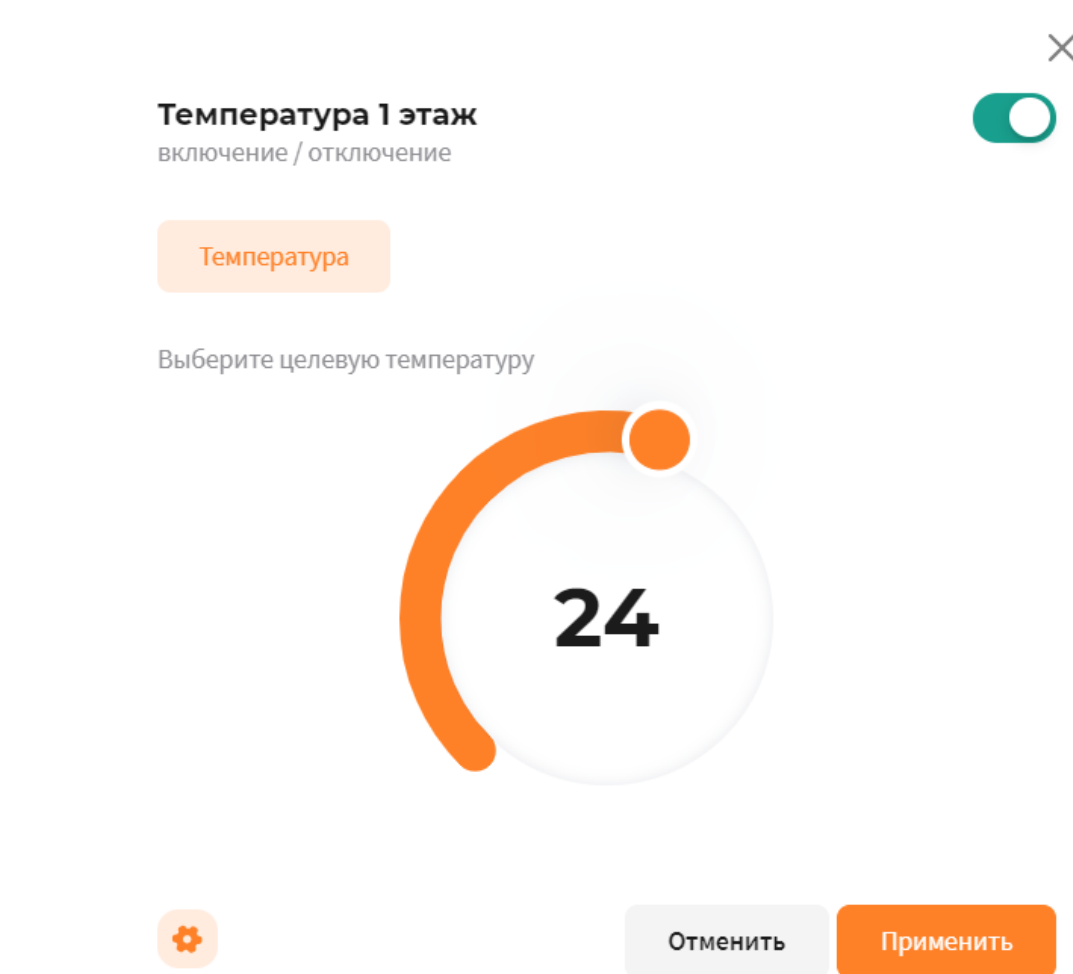 Температура 1 этаж
включение / отключение
Температура
Выберите целевую температуру
24
Отменить
Применить